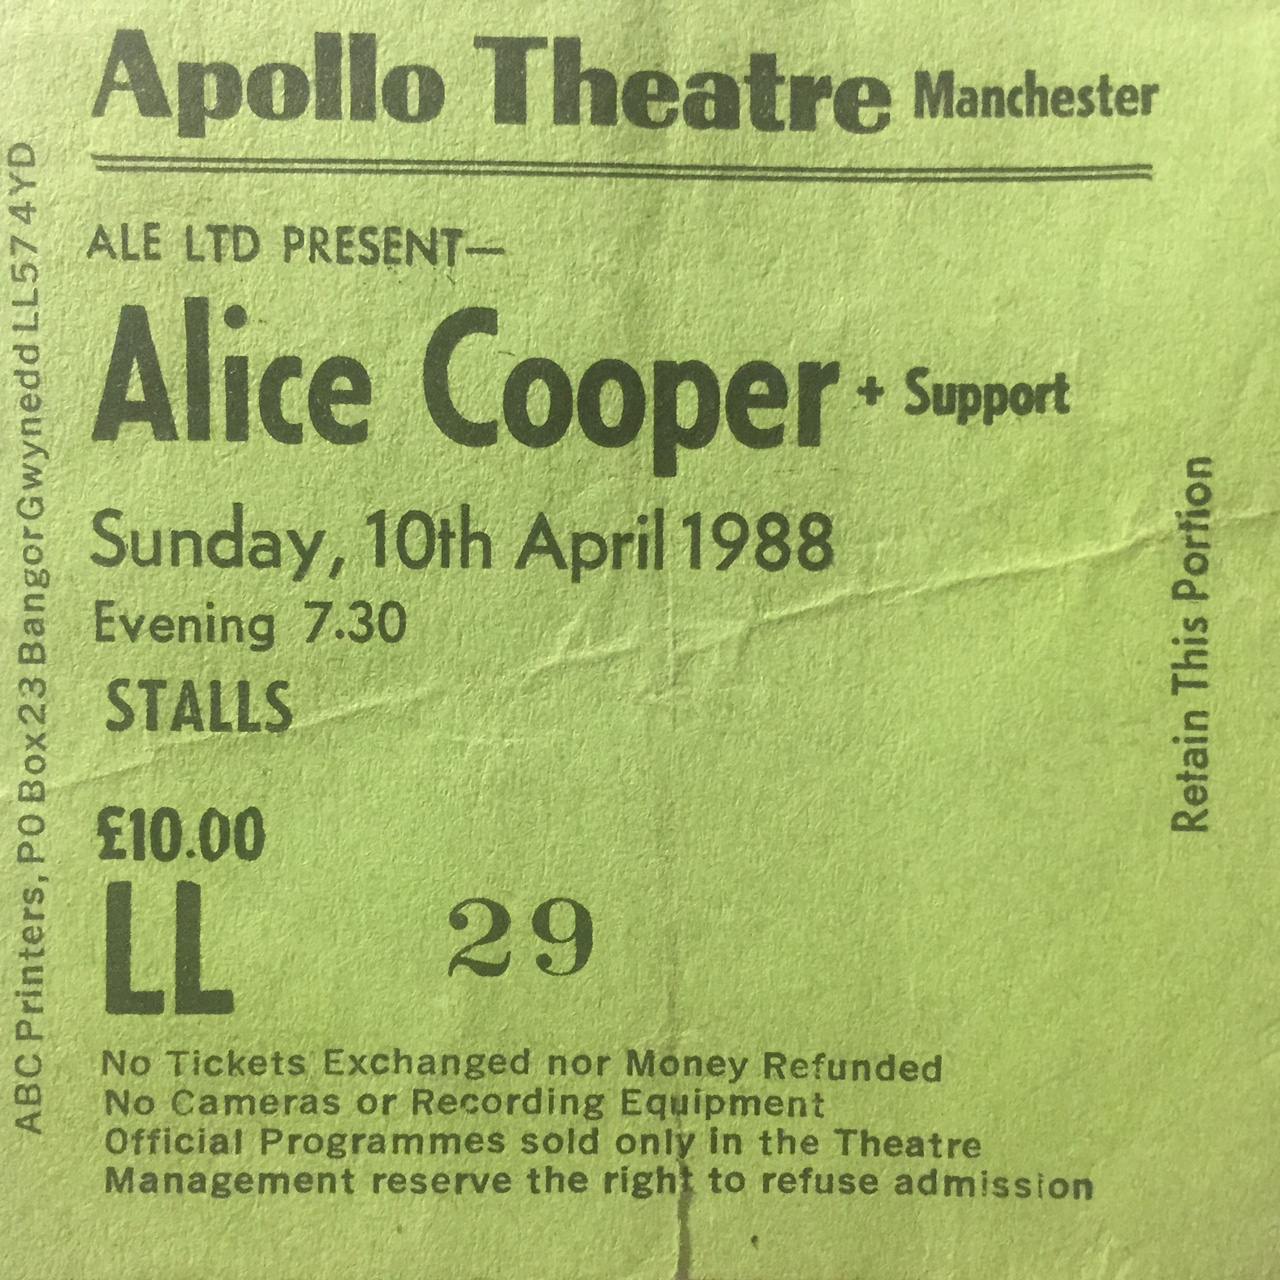 Apollo Theatre Manchester
ALE LTD PRESENT—
Alice Cooper + Support
Sunday, 10th April 1988
Evening 7.30
STALLS
£10.00
LL 29
No Tickets Exchanged nor Money Refunded
No Cameras or Recording Equipment
Official Programmes sold only in the Theatre
Management reserve the right to refuse admission
Retain This Portion
ABC Printers, PO Box 23 Bangor Gwynedd LL57 4YD